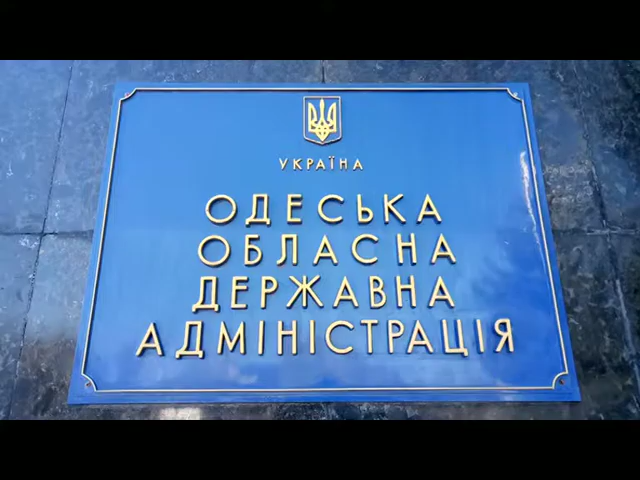 УКРАЇНА
ОДЕСЬКА
ОБЛАСНА
ДЕРЖАВНА
АДМІНІСТРАЦІЯ